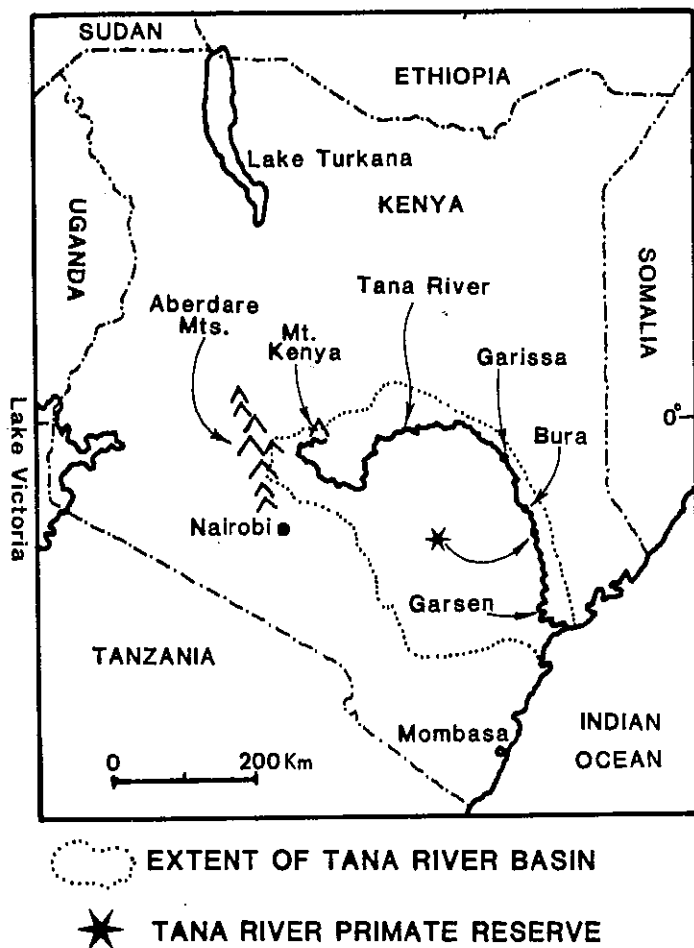 SUDAN
ETHIOPIA
Lake Turkana
KENYA
UGANDA
SOMALIA
Tana River
Aberdare
Mts.
Mt.
Kenya
Garissa
0°
Bura
Lake Victoria
Nairobi
Garsen
TANZANIA
Mombasa
INDIAN
OCEAN
0 200 Km
EXTENT OF TANA RIVER BASIN
TANA RIVER PRIMATE RESERVE